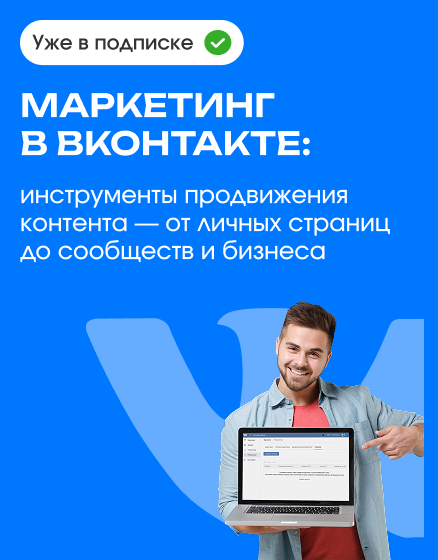 Уже в подписке
МАРКЕТИНГ
В ВКОНТАКТЕ:
инструменты продвижения
контента — от личных страниц
до сообществ и бизнеса